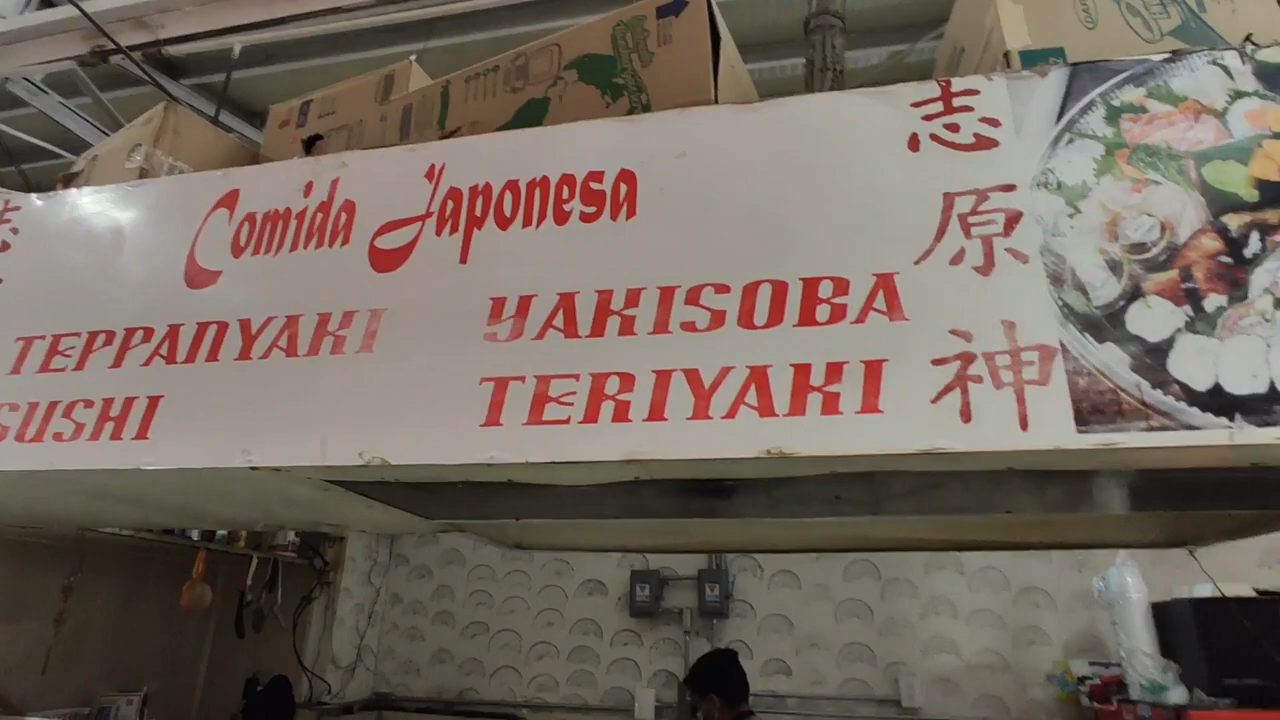 Comida Japonesa
TEPPANYAKI
YAKISOBA
SUSHI
TERIYAKI
志
原
神